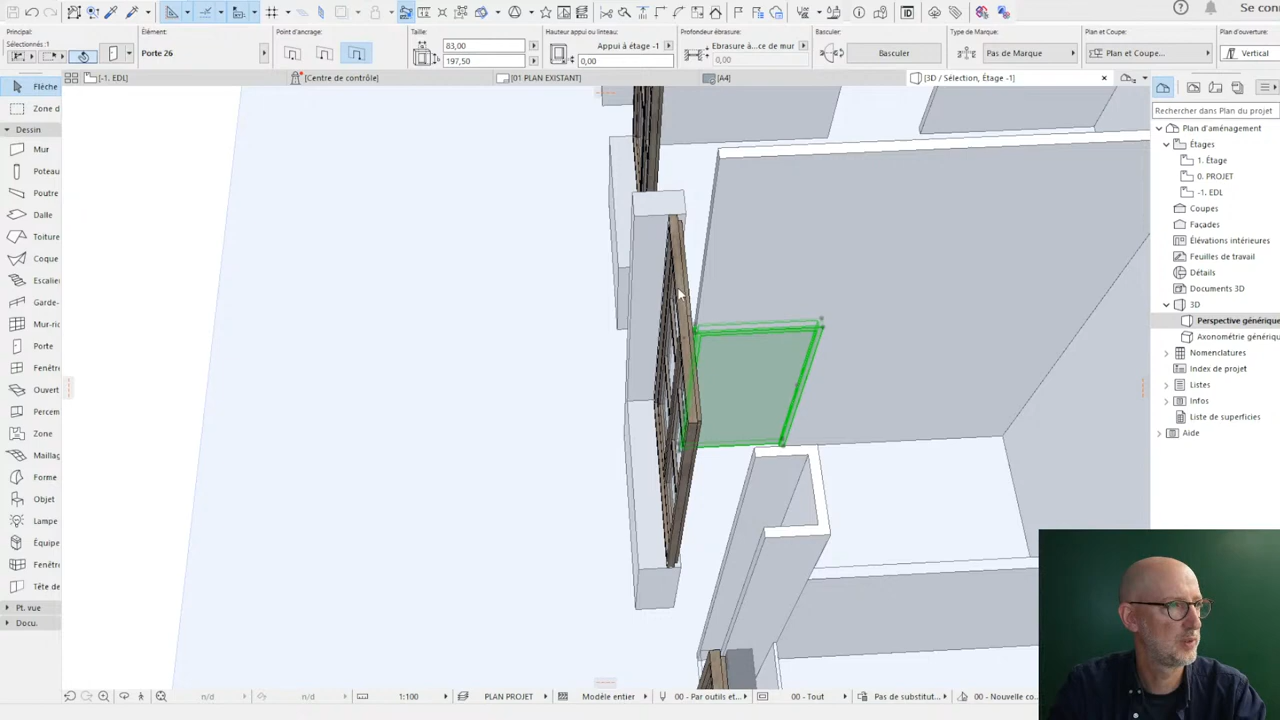 Se con
Principal:
Sélectionnés: 1
Élément:
Porte 26
Point d'ancrage:
Taille:
83,00
197,50
Hauteur appui ou linteau:
Appui à étage -1
0,00
Profondeur ébrasure:
Ebrasure à...ce de mur
0,00
Basculer:
Basculer
Type de Marque:
Pas de Marque
Plan et Coupe:
Plan et Coupe...
Plan d'ouverture:
Vertical
[-1. EDL]
[Centre de contrôle]
[01 PLAN EXISTANT]
[A4]
[3D / Sélection, Étage -1]
Flèche
Zone d
Dessin
Mur
Poteau
Poutre
Dalle
Toiture
Coque
Escalie
Garde-
Mur-ric
Porte
Fenêtre
Ouvert
Percem
Zone
Maillag
Forme
Objet
Lampe
Équipe
Fenêtr
Tête de
Pt. vue
Docu.
Rechercher dans Plan du projet
Plan d'aménagement
Étages
1. Étage
0. PROJET
-1. EDL
Coupes
Façades
Élévations intérieures
Feuilles de travail
Détails
Documents 3D
3D
Perspective générique
Axonométrie génériq
Nomenclatures
Index de projet
Listes
Infos
Liste de superficies
Aide
n/d
n/d
1:100
PLAN PROJET
Modèle entier
00 - Par outils et...
00 - Tout
Pas de substitut...
00 - Nouvelle co...